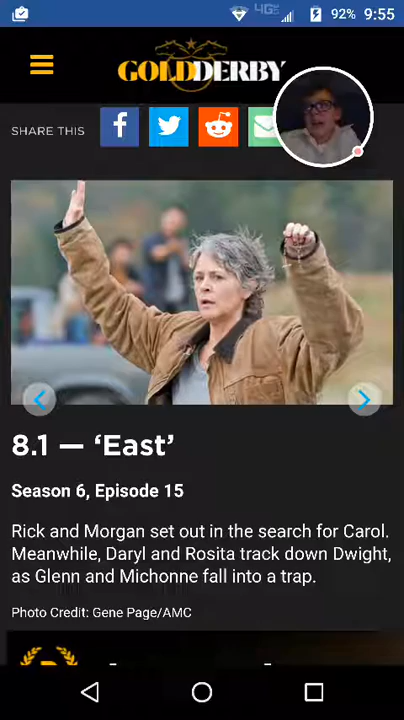 4G
92% 9:55
GOLDDERBY
SHARE THIS
8.1 — ‘East’
Season 6, Episode 15
Rick and Morgan set out in the search for Carol.
Meanwhile, Daryl and Rosita track down Dwight,
as Glenn and Michonne fall into a trap.
Photo Credit: Gene Page/AMC